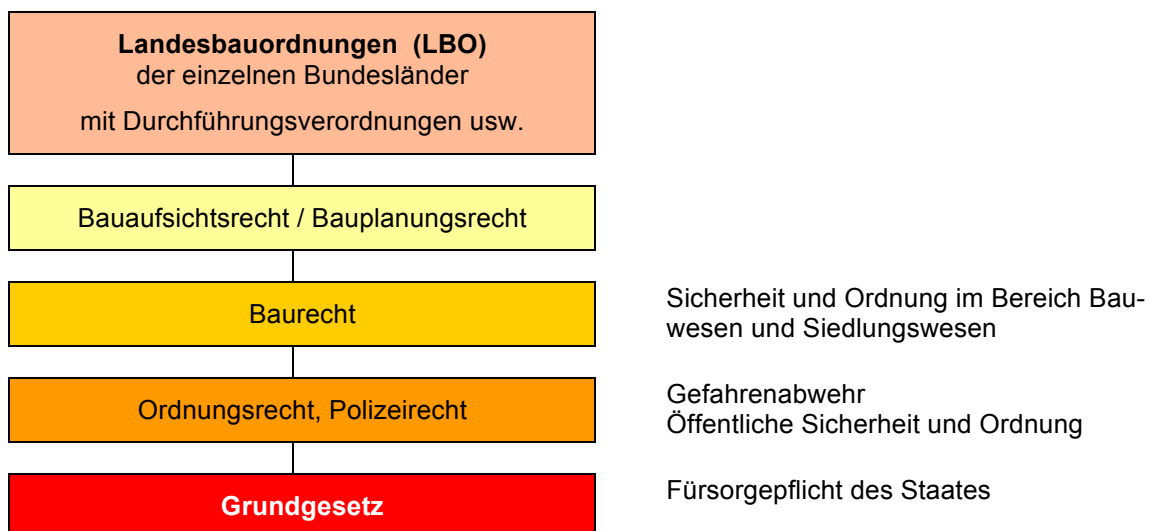 Landesbauordnungen (LBO)
der einzelnen Bundesländer
mit Durchführungsverordnungen usw.
Bauaufsichtsrecht / Bauplanungsrecht
Baurecht
Sicherheit und Ordnung im Bereich Bau-
wesen und Siedlungswesen
Ordnungsrecht, Polizeirecht
Gefahrenabwehr
Öffentliche Sicherheit und Ordnung
Grundgesetz
Fürsorgepflicht des Staates